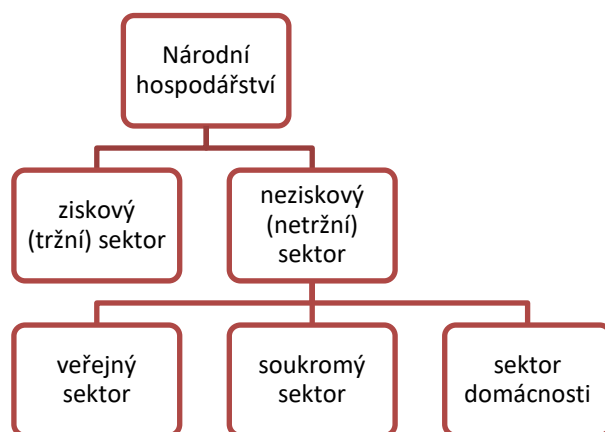 Národní
hospodářství
ziskový
(tržní) sektor
neziskový
(netržní)
sektor
veřejný
sektor
soukromý
sektor
sektor
domácnosti